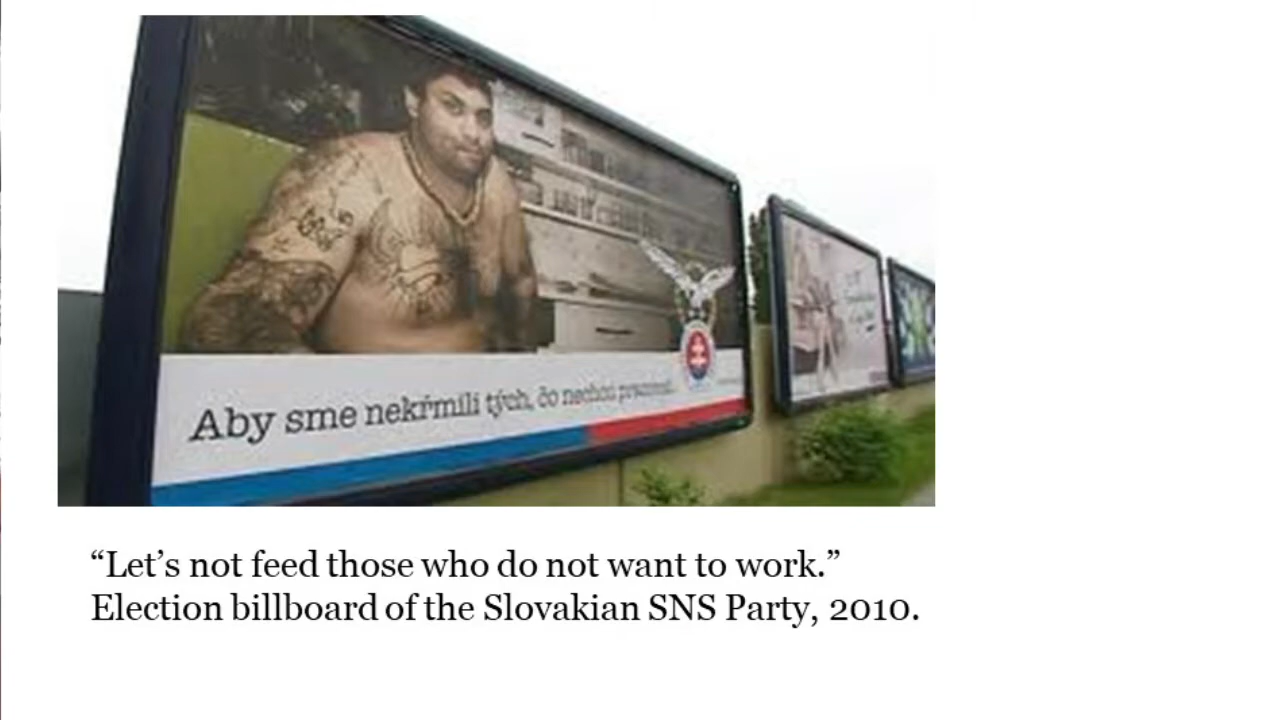 Aby sme nekŕmili tých, čo nechcú pracovať.
“Let’s not feed those who do not want to work.”
Election billboard of the Slovakian SNS Party, 2010.